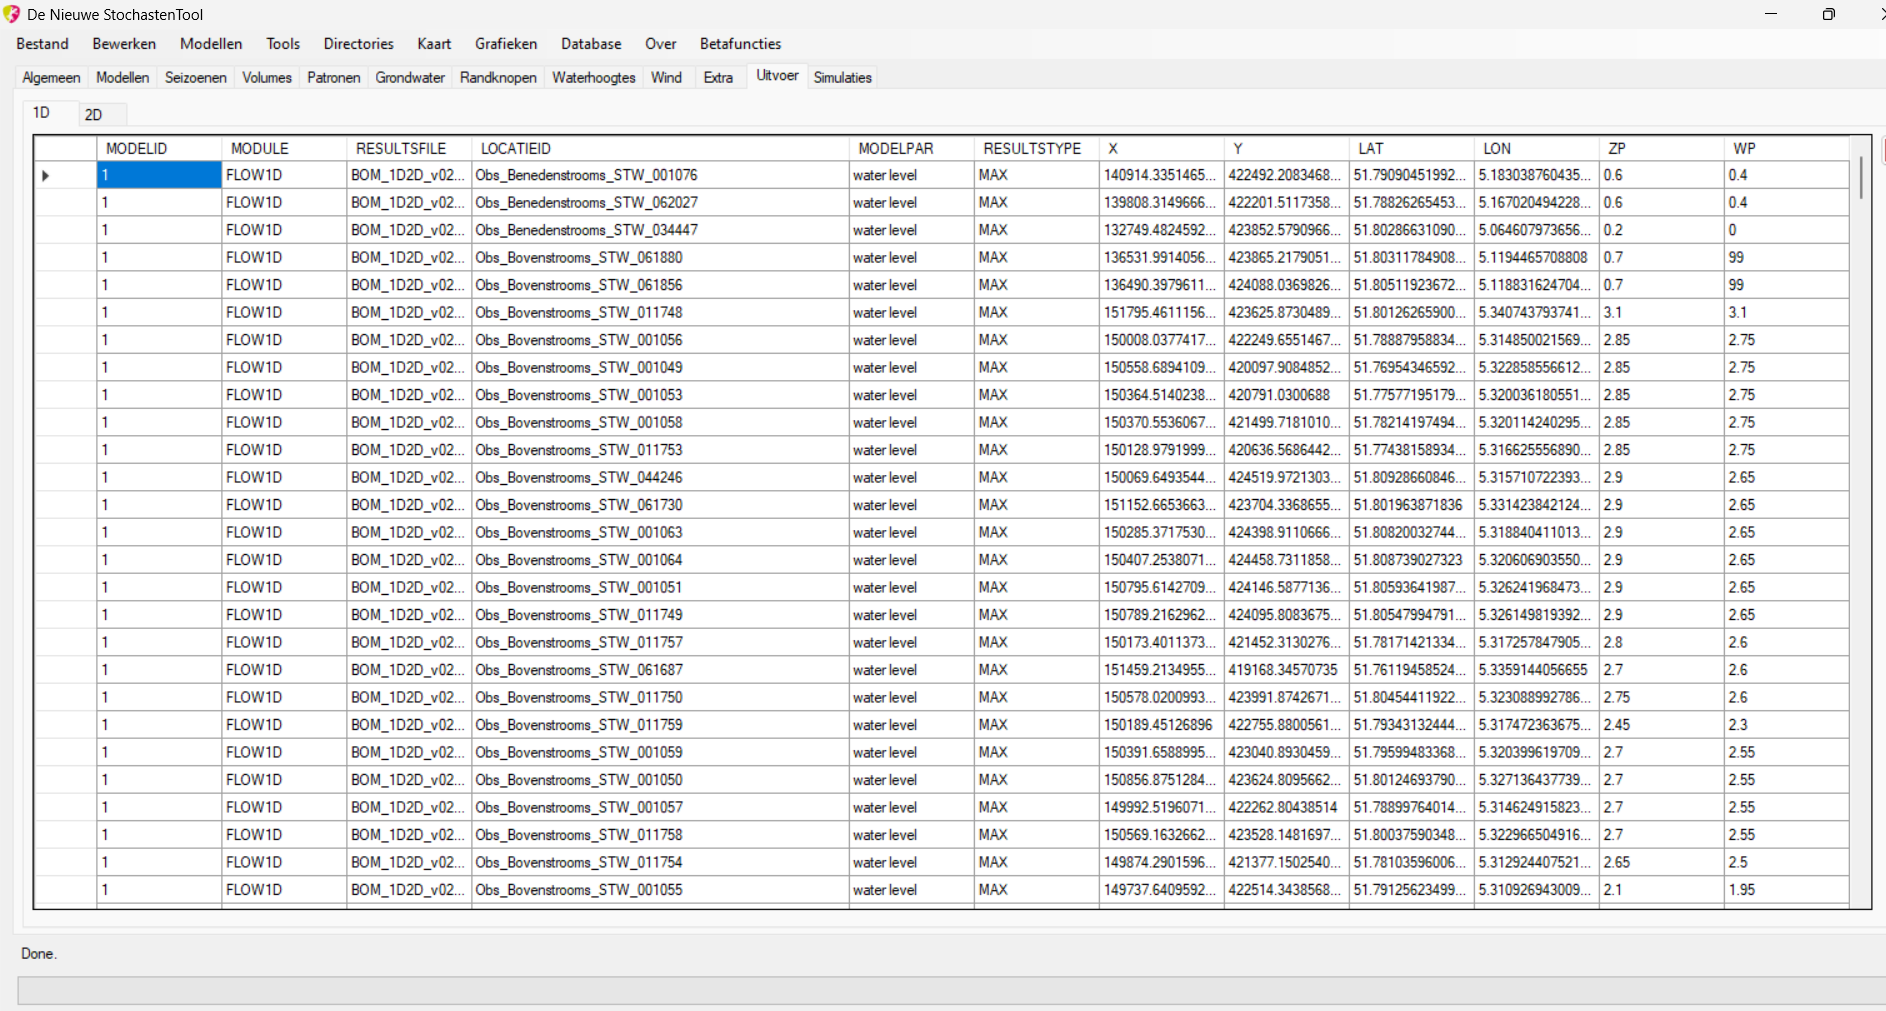 De Nieuwe StochastenTool
Bestand Bewerken Modellen Tools Directories Kaart Grafieken Database Over Betafuncties
Algemeen Modellen Seizoenen Volumes Patronen Grondwater Randknopen Waterhoogtes Wind Extra Uitvoer Simulaties
1D 2D
MODELID MODULE RESULTSFILE LOCATIEID MODELPAR RESULTSTYPE X Y LAT LON ZP WP
1 FLOW1D BOM_1D2D_v02... Obs_Benedenstrooms_STW_001076 water level MAX 140914.3351465... 422492.2083468... 51.79090451992... 5.183038760435... 0.6 0.4
1 FLOW1D BOM_1D2D_v02... Obs_Benedenstrooms_STW_062027 water level MAX 139808.3149666... 422201.5117358... 51.78826265453... 5.167020494228... 0.6 0.4
1 FLOW1D BOM_1D2D_v02... Obs_Benedenstrooms_STW_034447 water level MAX 132749.4824592... 423852.5790966... 51.80286631090... 5.064607973656... 0.2 0
1 FLOW1D BOM_1D2D_v02... Obs_Bovenstrooms_STW_061880 water level MAX 136531.9914056... 423865.2179051... 51.80311784908... 5.1194465708808 0.7 99
1 FLOW1D BOM_1D2D_v02... Obs_Bovenstrooms_STW_061856 water level MAX 136490.3979611... 424088.0369826... 51.80511923672... 5.118831624704... 0.7 99
1 FLOW1D BOM_1D2D_v02... Obs_Bovenstrooms_STW_011748 water level MAX 151795.4611156... 423625.8730489... 51.80126265900... 5.340743793741... 3.1 3.1
1 FLOW1D BOM_1D2D_v02... Obs_Bovenstrooms_STW_001056 water level MAX 150008.0377417... 422249.6551467... 51.78887958834... 5.314850021569... 2.85 2.75
1 FLOW1D BOM_1D2D_v02... Obs_Bovenstrooms_STW_001049 water level MAX 150558.6894109... 420097.9084852... 51.76954346592... 5.322858556612... 2.85 2.75
1 FLOW1D BOM_1D2D_v02... Obs_Bovenstrooms_STW_001053 water level MAX 150364.5140238... 420791.0300688 51.77577195179... 5.320036180551... 2.85 2.75
1 FLOW1D BOM_1D2D_v02... Obs_Bovenstrooms_STW_001058 water level MAX 150370.5536067... 421499.7181010... 51.78214197494... 5.320114240295... 2.85 2.75
1 FLOW1D BOM_1D2D_v02... Obs_Bovenstrooms_STW_011753 water level MAX 150128.9791999... 420636.5686442... 51.77438158934... 5.316625556890... 2.85 2.75
1 FLOW1D BOM_1D2D_v02... Obs_Bovenstrooms_STW_044246 water level MAX 150069.6493544... 424519.9721303... 51.80928660846... 5.315710722393... 2.9 2.65
1 FLOW1D BOM_1D2D_v02... Obs_Bovenstrooms_STW_061730 water level MAX 151152.6653663... 423704.3368655... 51.801963871836 5.331423842124... 2.9 2.65
1 FLOW1D BOM_1D2D_v02... Obs_Bovenstrooms_STW_001063 water level MAX 150285.3717530... 424398.9110666... 51.80820032744... 5.318840411013... 2.9 2.65
1 FLOW1D BOM_1D2D_v02... Obs_Bovenstrooms_STW_001064 water level MAX 150407.2538071... 424458.7311858... 51.808739027323 5.320606903550... 2.9 2.65
1 FLOW1D BOM_1D2D_v02... Obs_Bovenstrooms_STW_001051 water level MAX 150795.6142709... 424146.5877136... 51.80593641987... 5.326241968473... 2.9 2.65
1 FLOW1D BOM_1D2D_v02... Obs_Bovenstrooms_STW_011749 water level MAX 150789.2162962... 424095.8083675... 51.80547994791... 5.326149819392... 2.9 2.65
1 FLOW1D BOM_1D2D_v02... Obs_Bovenstrooms_STW_011757 water level MAX 150173.4011373... 421452.3130276... 51.78171421334... 5.317257847905... 2.8 2.6
1 FLOW1D BOM_1D2D_v02... Obs_Bovenstrooms_STW_061687 water level MAX 151459.2134955... 419168.34570735 51.76119458524... 5.3359144056655 2.7 2.6
1 FLOW1D BOM_1D2D_v02... Obs_Bovenstrooms_STW_011750 water level MAX 150578.0200993... 423991.8742671... 51.80454411922... 5.323088992786... 2.75 2.6
1 FLOW1D BOM_1D2D_v02... Obs_Bovenstrooms_STW_011759 water level MAX 150189.45126896 422755.8800561... 51.79343132444... 5.317472363675... 2.45 2.3
1 FLOW1D BOM_1D2D_v02... Obs_Bovenstrooms_STW_001059 water level MAX 150391.6588995... 423040.8930459... 51.79599483368... 5.320399619709... 2.7 2.55
1 FLOW1D BOM_1D2D_v02... Obs_Bovenstrooms_STW_001050 water level MAX 150856.8751284... 423624.8095662... 51.80124693790... 5.327136437739... 2.7 2.55
1 FLOW1D BOM_1D2D_v02... Obs_Bovenstrooms_STW_001057 water level MAX 149992.5196071... 422262.80438514 51.78899764014... 5.314624915823... 2.7 2.55
1 FLOW1D BOM_1D2D_v02... Obs_Bovenstrooms_STW_011758 water level MAX 150569.1632662... 423528.1481697... 51.80037590348... 5.322966504916... 2.7 2.55
1 FLOW1D BOM_1D2D_v02... Obs_Bovenstrooms_STW_011754 water level MAX 149874.2901596... 421377.1502540... 51.78103596006... 5.312924407521... 2.65 2.5
1 FLOW1D BOM_1D2D_v02... Obs_Bovenstrooms_STW_001055 water level MAX 149737.6409592... 422514.3438568... 51.79125623499... 5.310926943009... 2.1 1.95
Done.